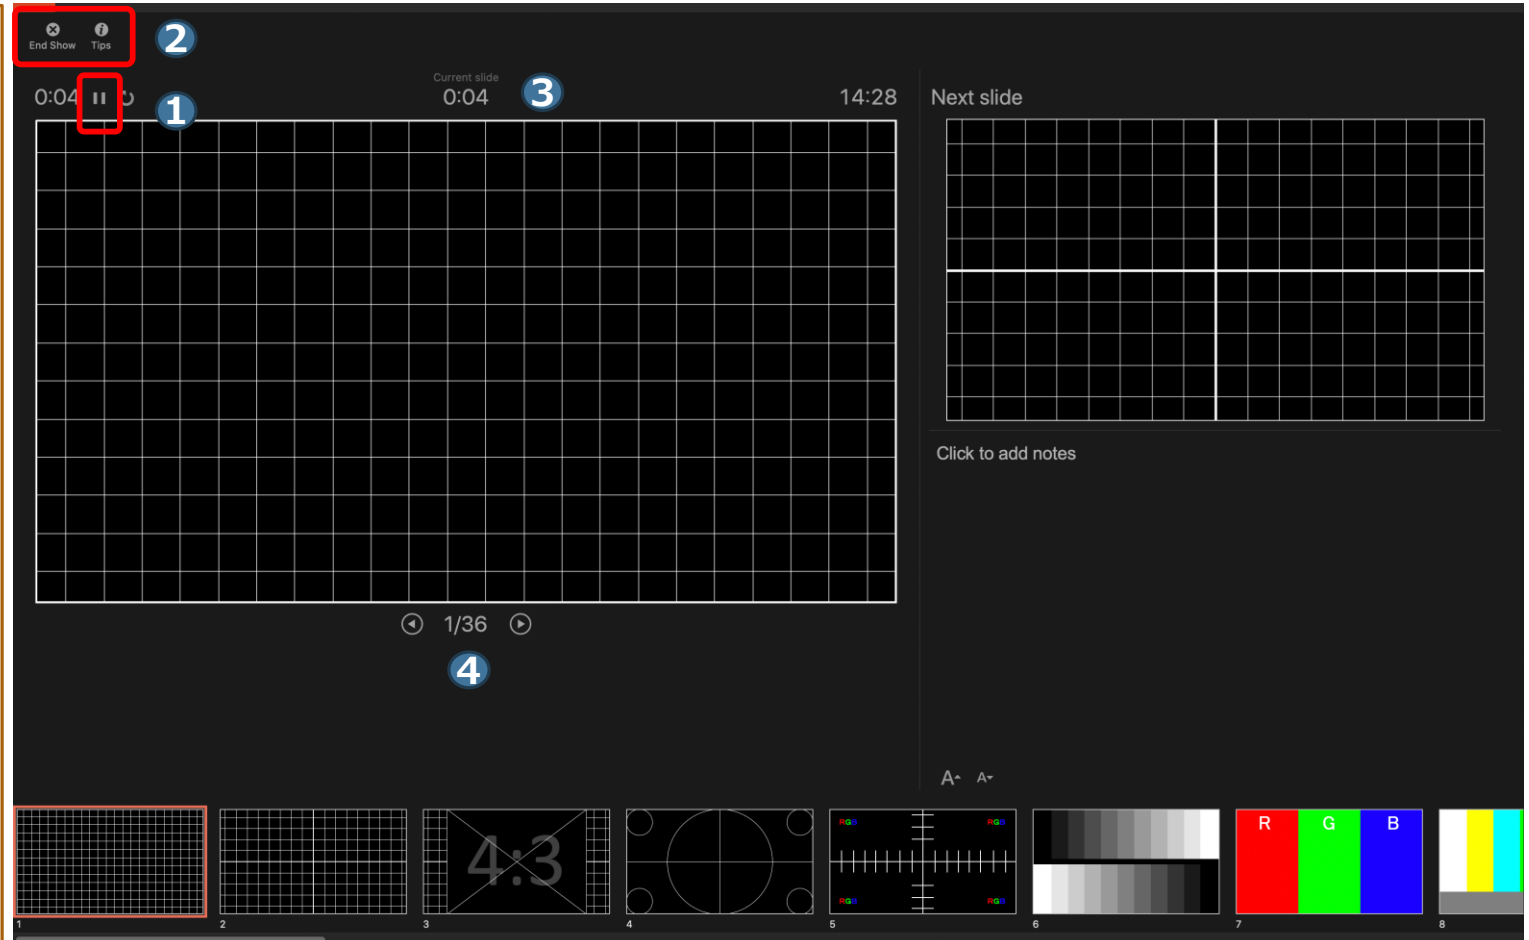 End Show Tips
2
0:04
1
Current slide
0:04
3
14:28
Next slide
Click to add notes
1/36
4
A A
4:3
RGB RGB
RGB RGB
R G B
1 2 3 4 5 6 7 8